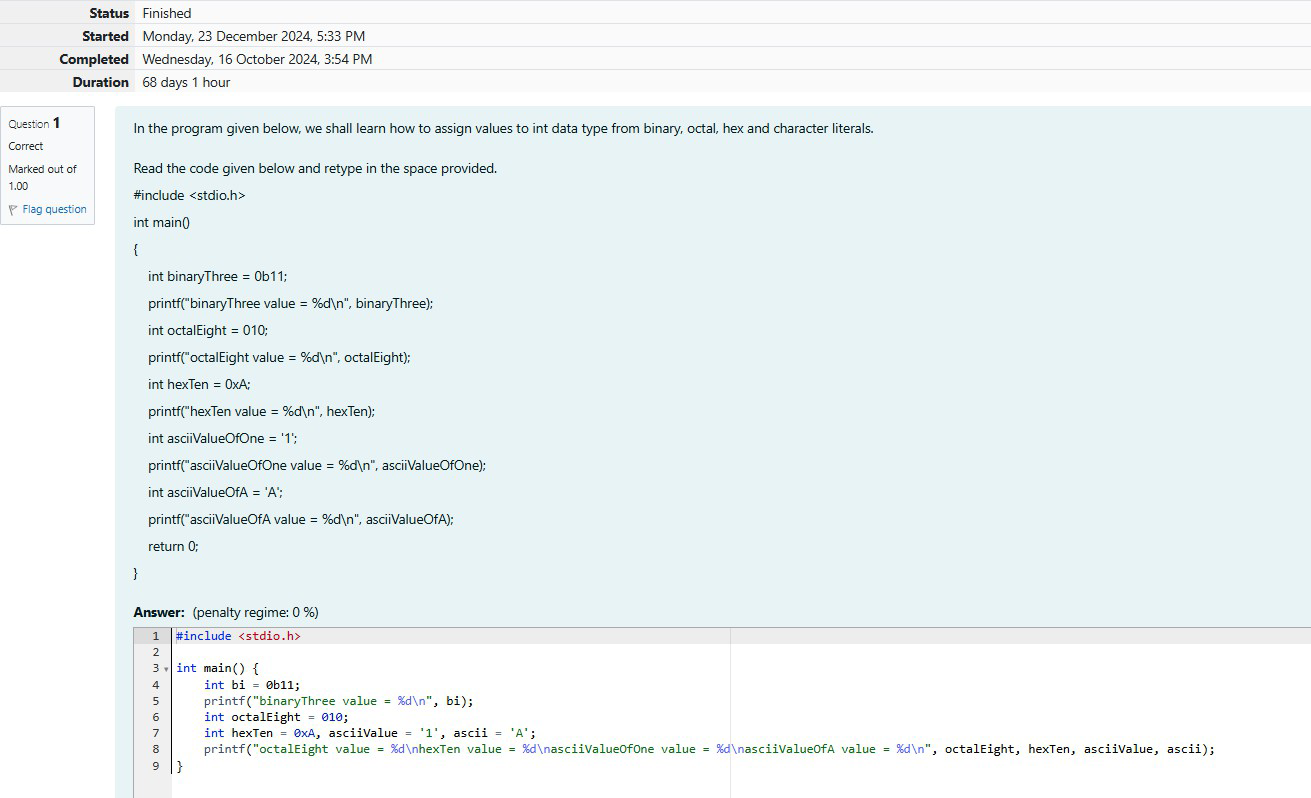 Status Finished
Started Monday, 23 December 2024, 5:33 PM
Completed Wednesday, 16 October 2024, 3:54 PM
Duration 68 days 1 hour
Question 1
Correct
Marked out of
1.00
Flag question
In the program given below, we shall learn how to assign values to int data type from binary, octal, hex and character literals.
Read the code given below and retype in the space provided.
#include <stdio.h>
int main()
{
int binaryThree = 0b11;
printf("binaryThree value = %d\n", binaryThree);
int octalEight = 010;
printf("octalEight value = %d\n", octalEight);
int hexTen = 0xA;
printf("hexTen value = %d\n", hexTen);
int asciiValueOfOne = '1';
printf("asciiValueOfOne value = %d\n", asciiValueOfOne);
int asciiValueOfA = 'A';
printf("asciiValueOfA value = %d\n", asciiValueOfA);
return 0;
}
Answer: (penalty regime: 0 %)
1 #include <stdio.h>
2
3 int main() {
4 int bi = 0b11;
5 printf("binaryThree value = %d\n", bi);
6 int octalEight = 010;
7 int hexTen = 0xA, asciiValue = '1', ascii = 'A';
8 printf("octalEight value = %d\nhexTen value = %d\nasciiValueOfOne value = %d\nasciiValueOfA value = %d\n", octalEight, hexTen, asciiValue, ascii);
9 }